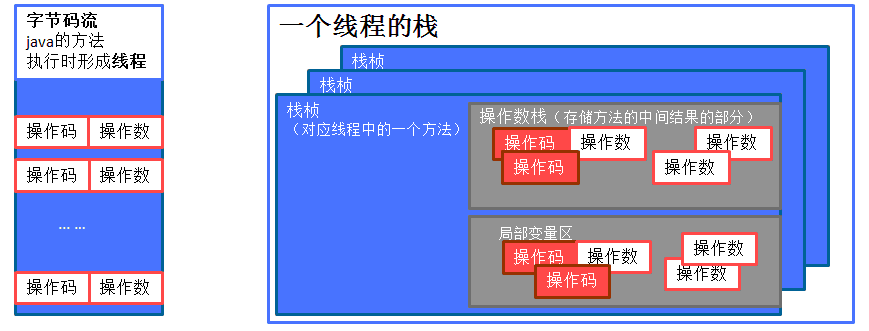 字节码流
java的方法
执行时形成线程
操作码 操作数
操作码 操作数
... ...
操作码 操作数
一个线程的栈
栈桢
栈桢
栈桢
（对应线程中的一个方法）
操作数栈（存储方法的中间结果的部分）
操作码 操作数 操作数
操作码 操作数
局部变量区
操作码 操作数 操作数
操作码 操作数